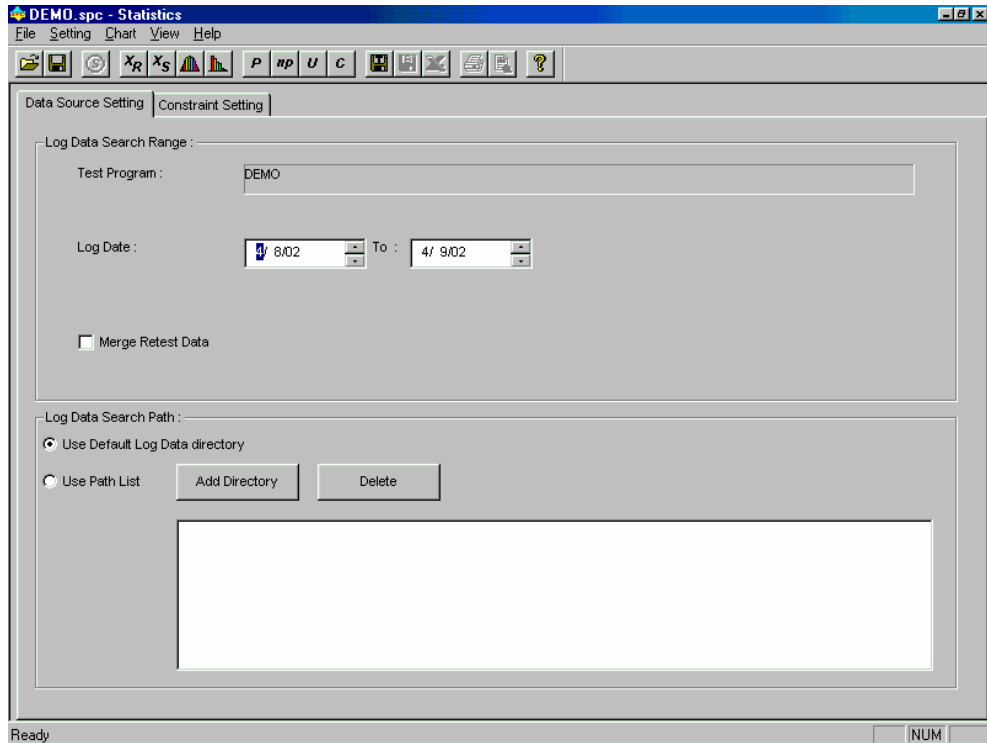 DEMO.spc - Statistics
File Setting Chart View Help
XR XS P np U C ?
Data Source Setting Constraint Setting
Log Data Search Range :
Test Program : DEMO
Log Date : 4/ 8/02 To : 4/ 9/02
Merge Retest Data
Log Data Search Path :
Use Default Log Data directory
Use Path List Add Directory Delete
Ready NUM